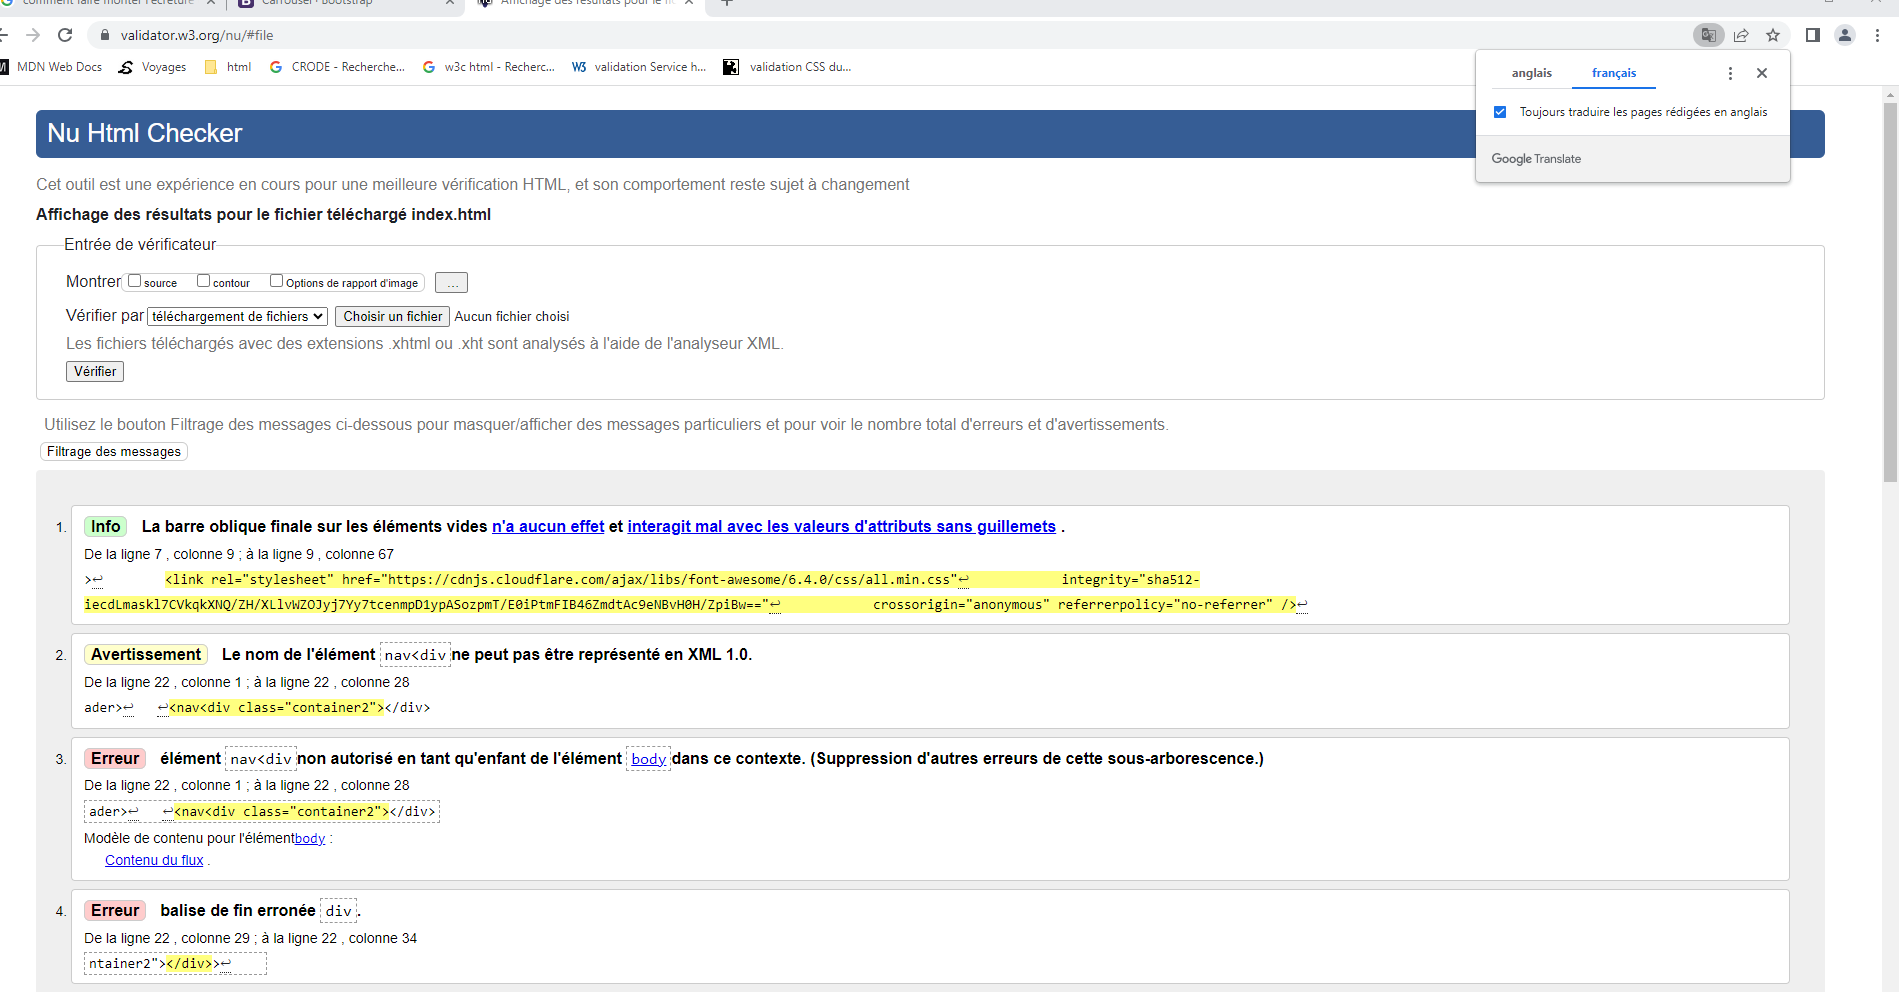 comment faire monter l'écriture
Carrousel · Bootstrap
Affichage des résultats pour le fi
validator.w3.org/nu/#file
MDN Web Docs
Voyages
html
CRODE - Recherche...
w3c html - Recherc...
W3 validation Service h...
validation CSS du...
anglais
français
Toujours traduire les pages rédigées en anglais
Google Translate
Nu Html Checker
Cet outil est une expérience en cours pour une meilleure vérification HTML, et son comportement reste sujet à changement
Affichage des résultats pour le fichier téléchargé index.html
Entrée de vérificateur
Montrer source contour Options de rapport d'image ...
Vérifier par téléchargement de fichiers Choisir un fichier Aucun fichier choisi
Les fichiers téléchargés avec des extensions .xhtml ou .xht sont analysés à l'aide de l'analyseur XML.
Vérifier
Utilisez le bouton Filtrage des messages ci-dessous pour masquer/afficher des messages particuliers et pour voir le nombre total d'erreurs et d'avertissements.
Filtrage des messages
1. Info La barre oblique finale sur les éléments vides n'a aucun effet et interagit mal avec les valeurs d'attributs sans guillemets .
De la ligne 7 , colonne 9 ; à la ligne 9 , colonne 67
>↩ <link rel="stylesheet" href="https://cdnjs.cloudflare.com/ajax/libs/font-awesome/6.4.0/css/all.min.css"↩ integrity="sha512-
iecdLmaskl7CVkqkXNQ/ZH/XLlvWZOJyj7Yy7tcenmpD1ypASozpmT/E0iPtmFIB46ZmdtAc9eNBvH0H/ZpiBw=="↩ crossorigin="anonymous" referrerpolicy="no-referrer" />↩
2. Avertissement Le nom de l'élément nav<div ne peut pas être représenté en XML 1.0.
De la ligne 22 , colonne 1 ; à la ligne 22 , colonne 28
ader>↩ ↩<nav<div class="container2"></div>
3. Erreur élément nav<div non autorisé en tant qu'enfant de l'élément body dans ce contexte. (Suppression d'autres erreurs de cette sous-arborescence.)
De la ligne 22 , colonne 1 ; à la ligne 22 , colonne 28
ader>↩ ↩<nav<div class="container2"></div>
Modèle de contenu pour l'élément body :
Contenu du flux .
4. Erreur balise de fin erronée div .
De la ligne 22 , colonne 29 ; à la ligne 22 , colonne 34
ntainer2"></div>>↩